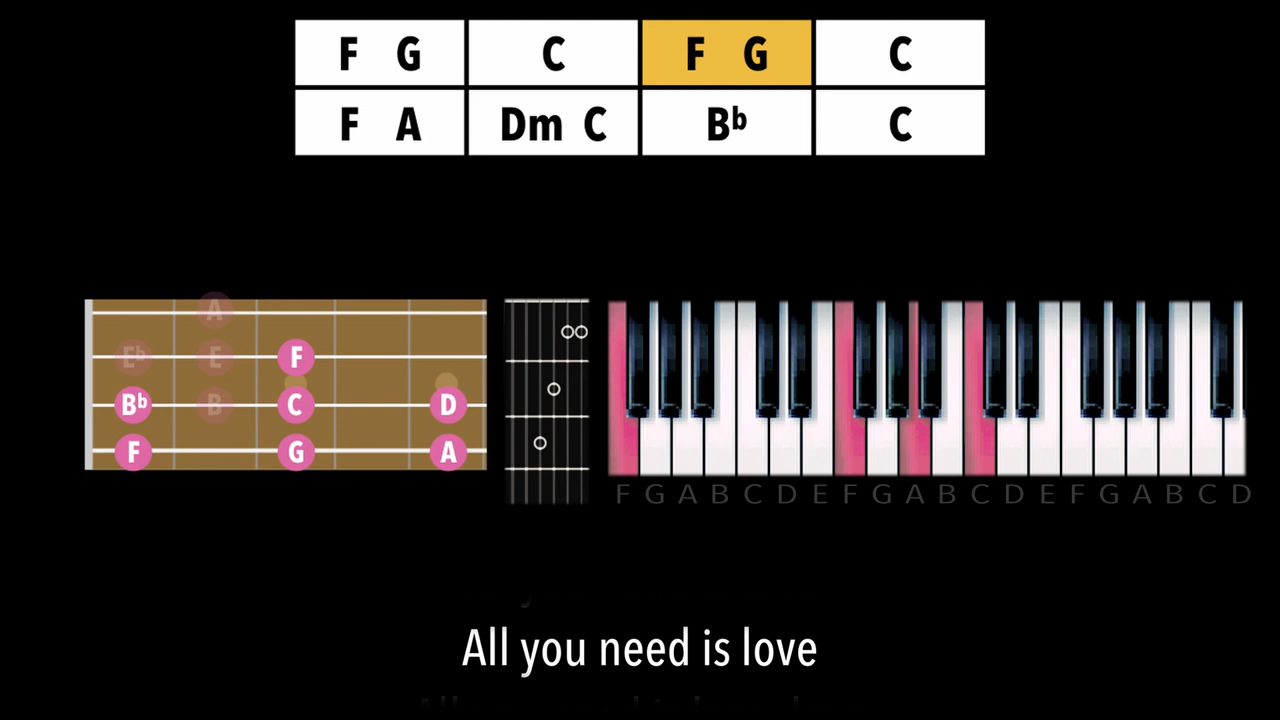 F G C F G C
F A Dm C Bb C
A
Eb E F
Bb B C D
F G A
F G A B C D E F G A B C D E F G A B C D
All you need is love